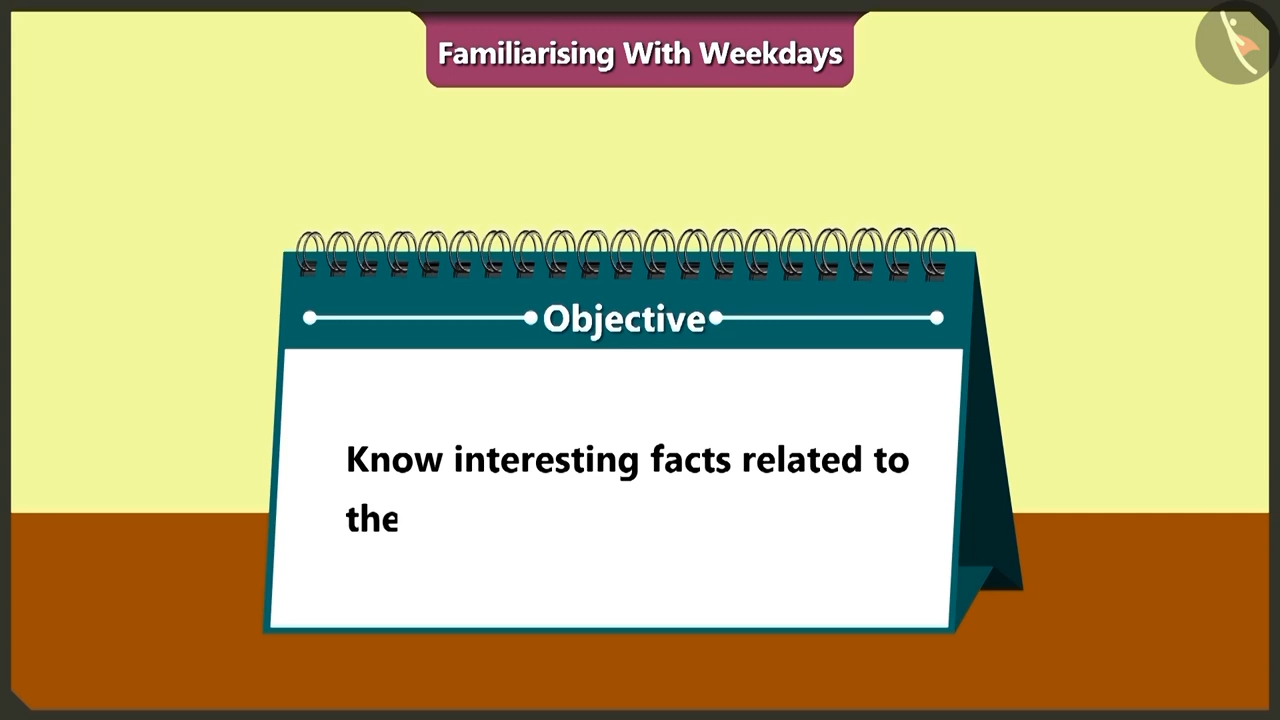 Familiarising With Weekdays
Objective
Know interesting facts related to
the